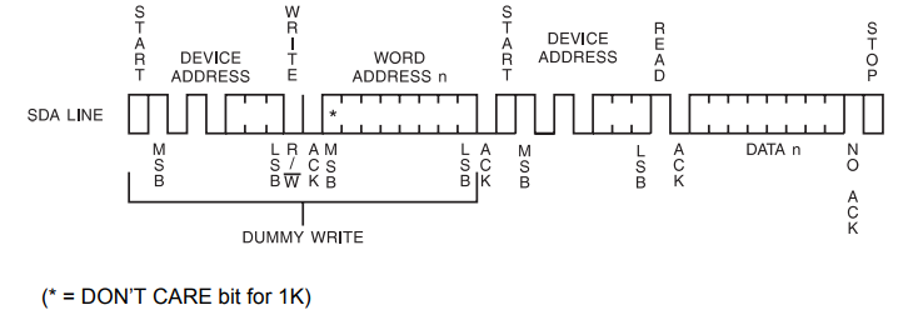 START
DEVICE
ADDRESS
WRITE
WORD
ADDRESS n
START
DEVICE
ADDRESS
READ
STOP
SDA LINE
*
MSB
LSB
R/W̅
ACK
MSB
LSB
ACK
MSB
LSB
ACK
DATA n
NO ACK
DUMMY WRITE
(* = DON'T CARE bit for 1K)